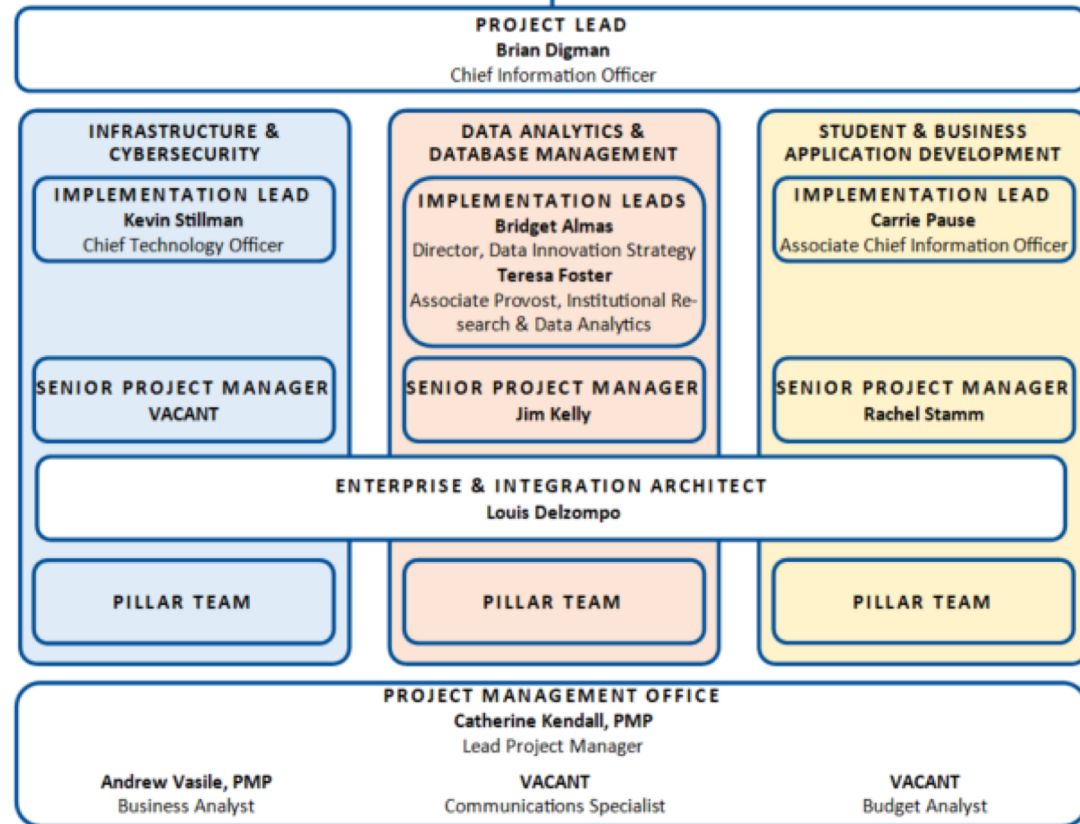 PROJECT LEAD
Brian Digman
Chief Information Officer
INFRASTRUCTURE &
CYBERSECURITY
IMPLEMENTATION LEAD
Kevin Stillman
Chief Technology Officer
SENIOR PROJECT MANAGER
VACANT
DATA ANALYTICS &
DATABASE MANAGEMENT
IMPLEMENTATION LEADS
Bridget Almas
Director, Data Innovation Strategy
Teresa Foster
Associate Provost, Institutional Re-
search & Data Analytics
SENIOR PROJECT MANAGER
Jim Kelly
STUDENT & BUSINESS
APPLICATION DEVELOPMENT
IMPLEMENTATION LEAD
Carrie Pause
Associate Chief Information Officer
SENIOR PROJECT MANAGER
Rachel Stamm
ENTERPRISE & INTEGRATION ARCHITECT
Louis Delzompo
PILLAR TEAM
PILLAR TEAM
PILLAR TEAM
PROJECT MANAGEMENT OFFICE
Catherine Kendall, PMP
Lead Project Manager
Andrew Vasile, PMP
Business Analyst
VACANT
Communications Specialist
VACANT
Budget Analyst